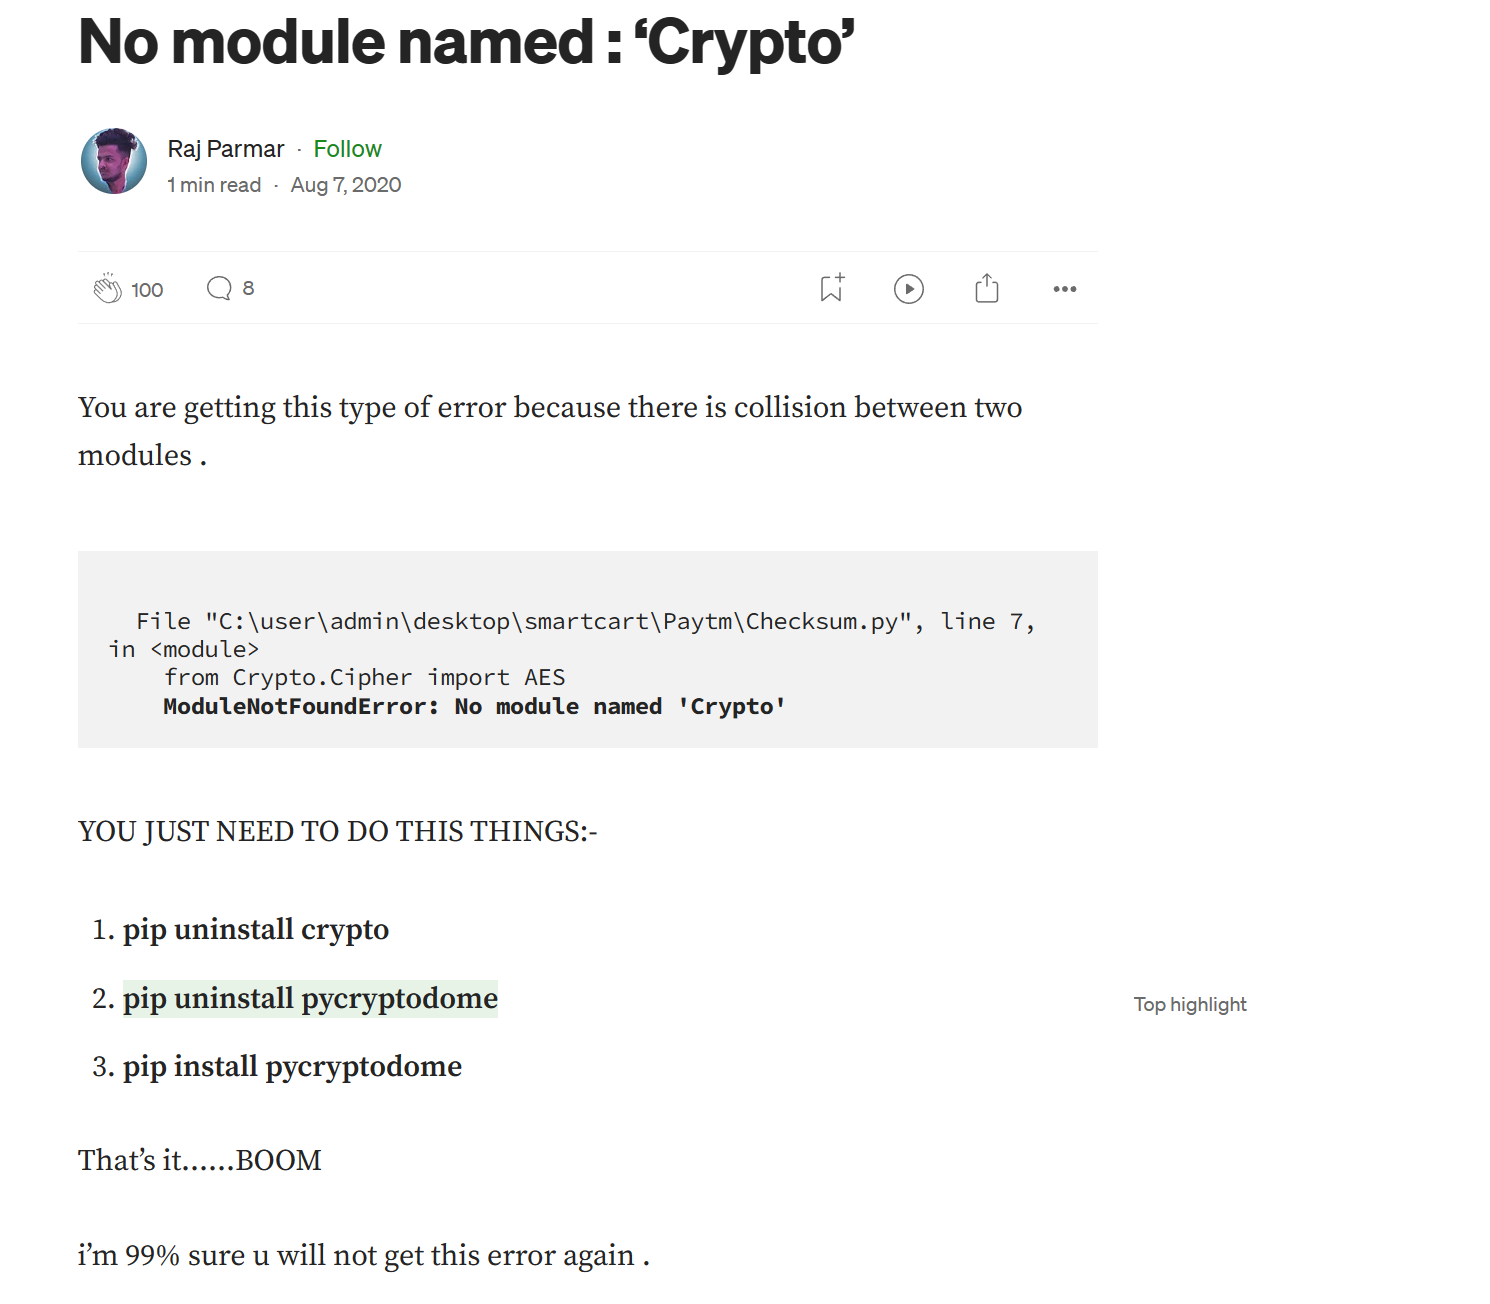 No module named : ‘Crypto’
Raj Parmar · Follow
1 min read · Aug 7, 2020
100 8
You are getting this type of error because there is collision between two
modules .
File "C:\user\admin\desktop\smartcart\Paytm\Checksum.py", line 7,
in <module>
from Crypto.Cipher import AES
ModuleNotFoundError: No module named 'Crypto'
YOU JUST NEED TO DO THIS THINGS:-
1. pip uninstall crypto
2. pip uninstall pycryptodome
Top highlight
3. pip install pycryptodome
That’s it……BOOM
i’m 99% sure u will not get this error again .